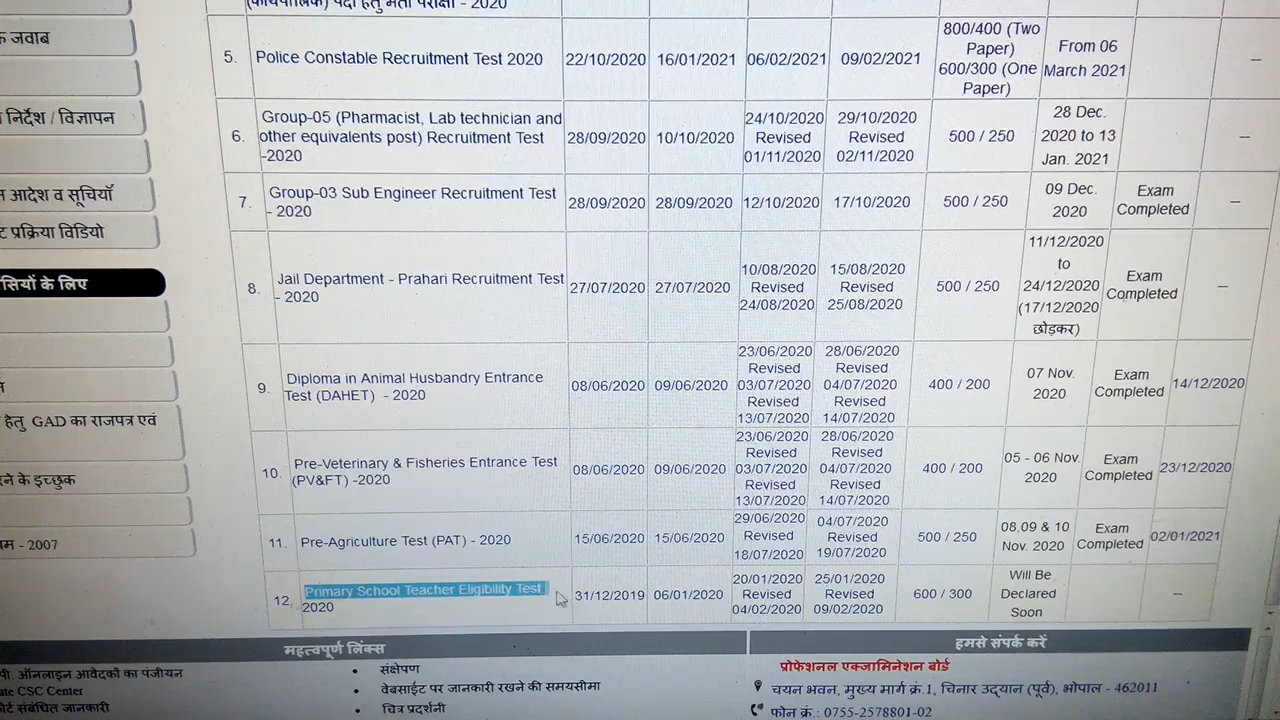 पदों हेतु भर्ती परीक्षा - 2020
जवाब
निर्देश / विज्ञापन
आदेश व सूचियाँ
प्रक्रिया विडियो
के लिए
हेतु GAD का राजपत्र एवं
के इच्छुक
- 2007
5. Police Constable Recruitment Test 2020 22/10/2020 16/01/2021 06/02/2021 09/02/2021 800/400 (Two Paper) 600/300 (One Paper) From 06 March 2021 --
6. Group-05 (Pharmacist, Lab technician and other equivalents post) Recruitment Test -2020 28/09/2020 10/10/2020 24/10/2020 Revised 01/11/2020 29/10/2020 Revised 02/11/2020 500 / 250 28 Dec. 2020 to 13 Jan. 2021 --
7. Group-03 Sub Engineer Recruitment Test - 2020 28/09/2020 28/09/2020 12/10/2020 17/10/2020 500 / 250 09 Dec. 2020 Exam Completed --
8. Jail Department - Prahari Recruitment Test - 2020 27/07/2020 27/07/2020 10/08/2020 Revised 24/08/2020 15/08/2020 Revised 25/08/2020 500 / 250 11/12/2020 to 24/12/2020 (17/12/2020 छोड़कर) Exam Completed --
9. Diploma in Animal Husbandry Entrance Test (DAHET) - 2020 08/06/2020 09/06/2020 23/06/2020 Revised 03/07/2020 Revised 13/07/2020 28/06/2020 Revised 04/07/2020 Revised 14/07/2020 400 / 200 07 Nov. 2020 Exam Completed 14/12/2020
10. Pre-Veterinary & Fisheries Entrance Test (PV&FT) -2020 08/06/2020 09/06/2020 23/06/2020 Revised 03/07/2020 Revised 13/07/2020 28/06/2020 Revised 04/07/2020 Revised 14/07/2020 400 / 200 05 - 06 Nov. 2020 Exam Completed 23/12/2020
11. Pre-Agriculture Test (PAT) - 2020 15/06/2020 15/06/2020 29/06/2020 Revised 18/07/2020 04/07/2020 Revised 19/07/2020 500 / 250 08,09 & 10 Nov. 2020 Exam Completed 02/01/2021
12. Primary School Teacher Eligibility Test 2020 31/12/2019 06/01/2020 20/01/2020 Revised 04/02/2020 25/01/2020 Revised 09/02/2020 600 / 300 Will Be Declared Soon --
महत्वपूर्ण लिंक्स
ऑनलाइन आवेदकों का पंजीयन
CSC Center
सम्बंधित जानकारी
• संक्षेपण
• वेबसाईट पर जानकारी रखने की समयसीमा
• चित्र प्रदर्शनी
हमसे संपर्क करें
प्रोफेशनल एक्जामिनेशन बोर्ड
चयन भवन, मुख्य मार्ग क्रं.1, चिनार उद्यान (पूर्व), भोपाल - 462011
फोन क्रं.: 0755-2578801-02